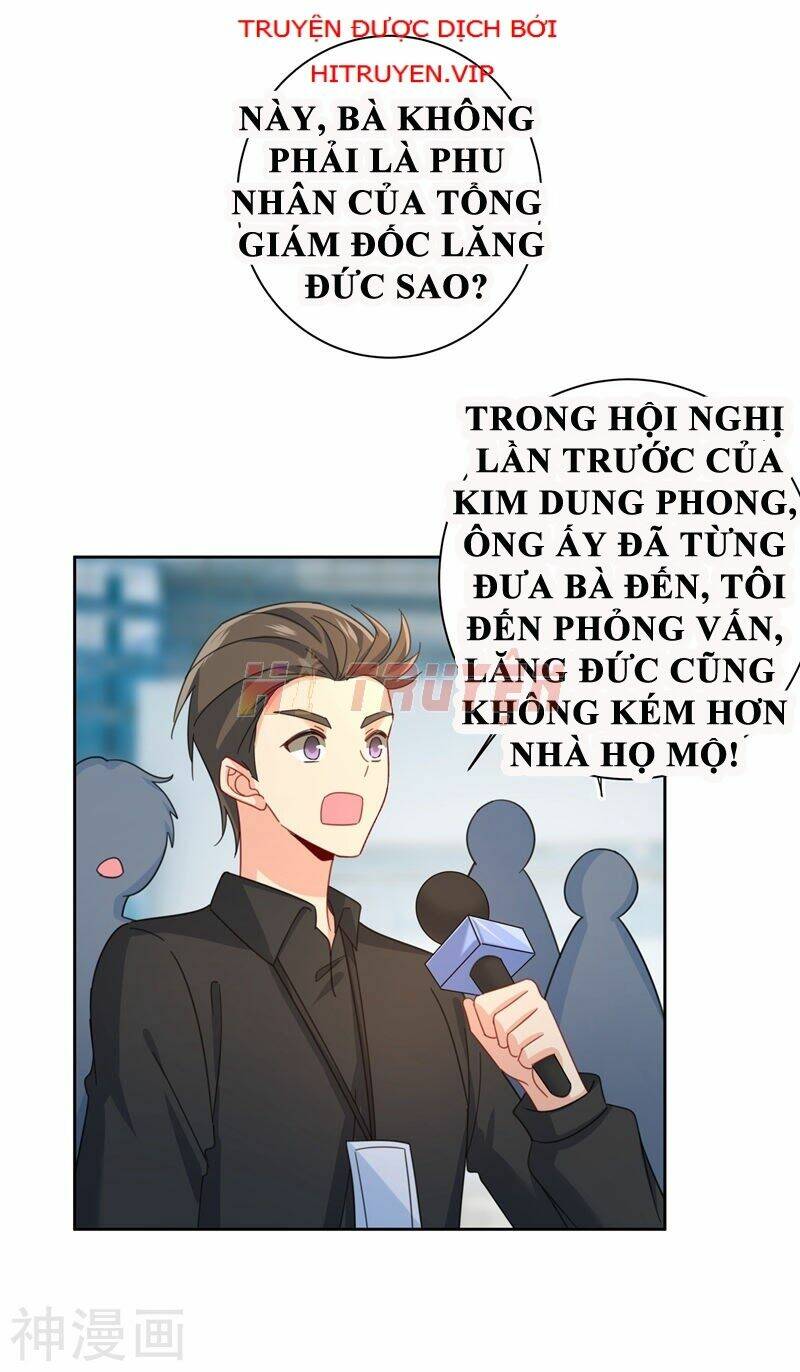 TRUYỆN ĐƯỢC DỊCH BỞI
HITRUYEN.VIP
NÀY, BÀ KHÔNG
PHẢI LÀ PHU
NHÂN CỦA TỔNG
GIÁM ĐỐC LĂNG
ĐỨC SAO?
TRONG HỘI NGHỊ
LẦN TRƯỚC CỦA
KIM DUNG PHONG,
ÔNG ẤY ĐÃ TỪNG
ĐƯA BÀ ĐẾN, TÔI
ĐẾN PHỎNG VẤN,
LĂNG ĐỨC CŨNG
KHÔNG KÉM HƠN
NHÀ HỌ MỘ!
HI TRUYỆN
神漫画